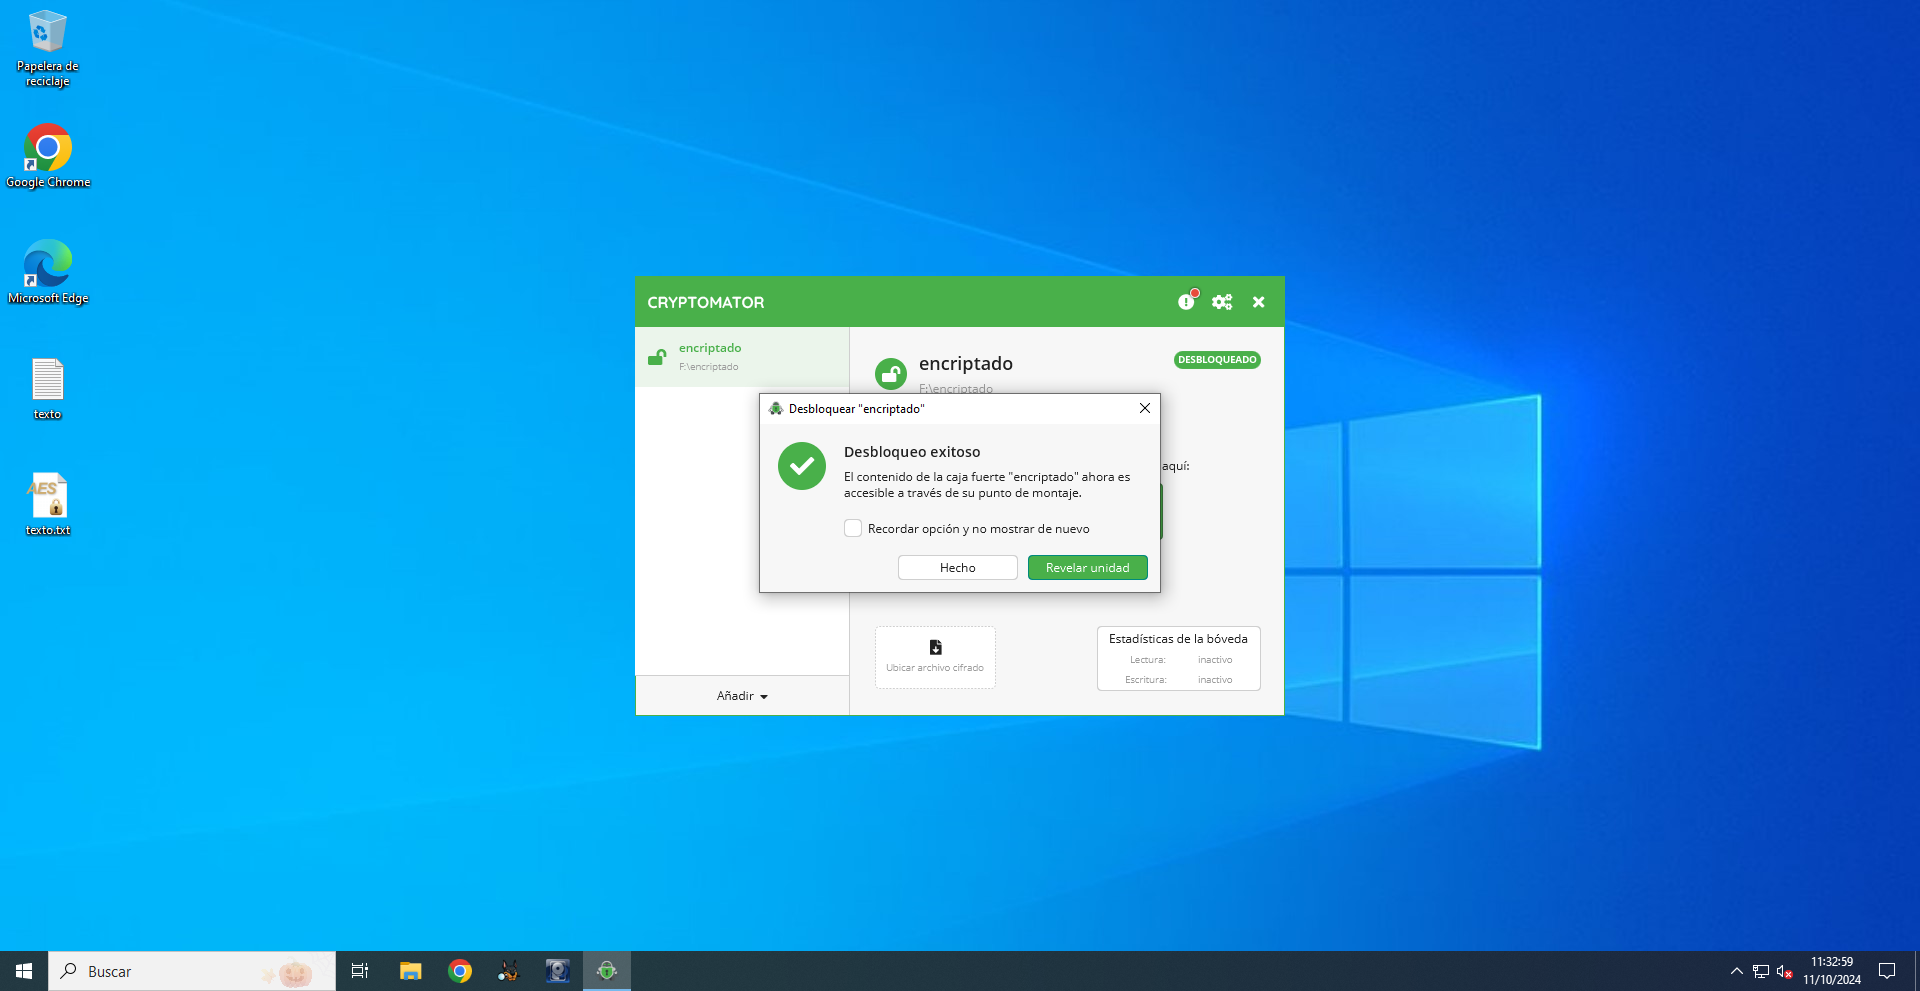 Papelera de
reciclaje
Google Chrome
Microsoft Edge
texto
AES
texto.txt
CRYPTOMATOR
encriptado
F:\encriptado
encriptado
F:\encriptado
DESBLOQUEADO
aquí:
Desbloquear "encriptado"
Desbloqueo exitoso
El contenido de la caja fuerte "encriptado" ahora es
accesible a través de su punto de montaje.
Recordar opción y no mostrar de nuevo
Hecho
Revelar unidad
Ubicar archivo cifrado
Estadísticas de la bóveda
Lectura: inactivo
Escritura: inactivo
Añadir
Buscar
11:32:59
11/10/2024